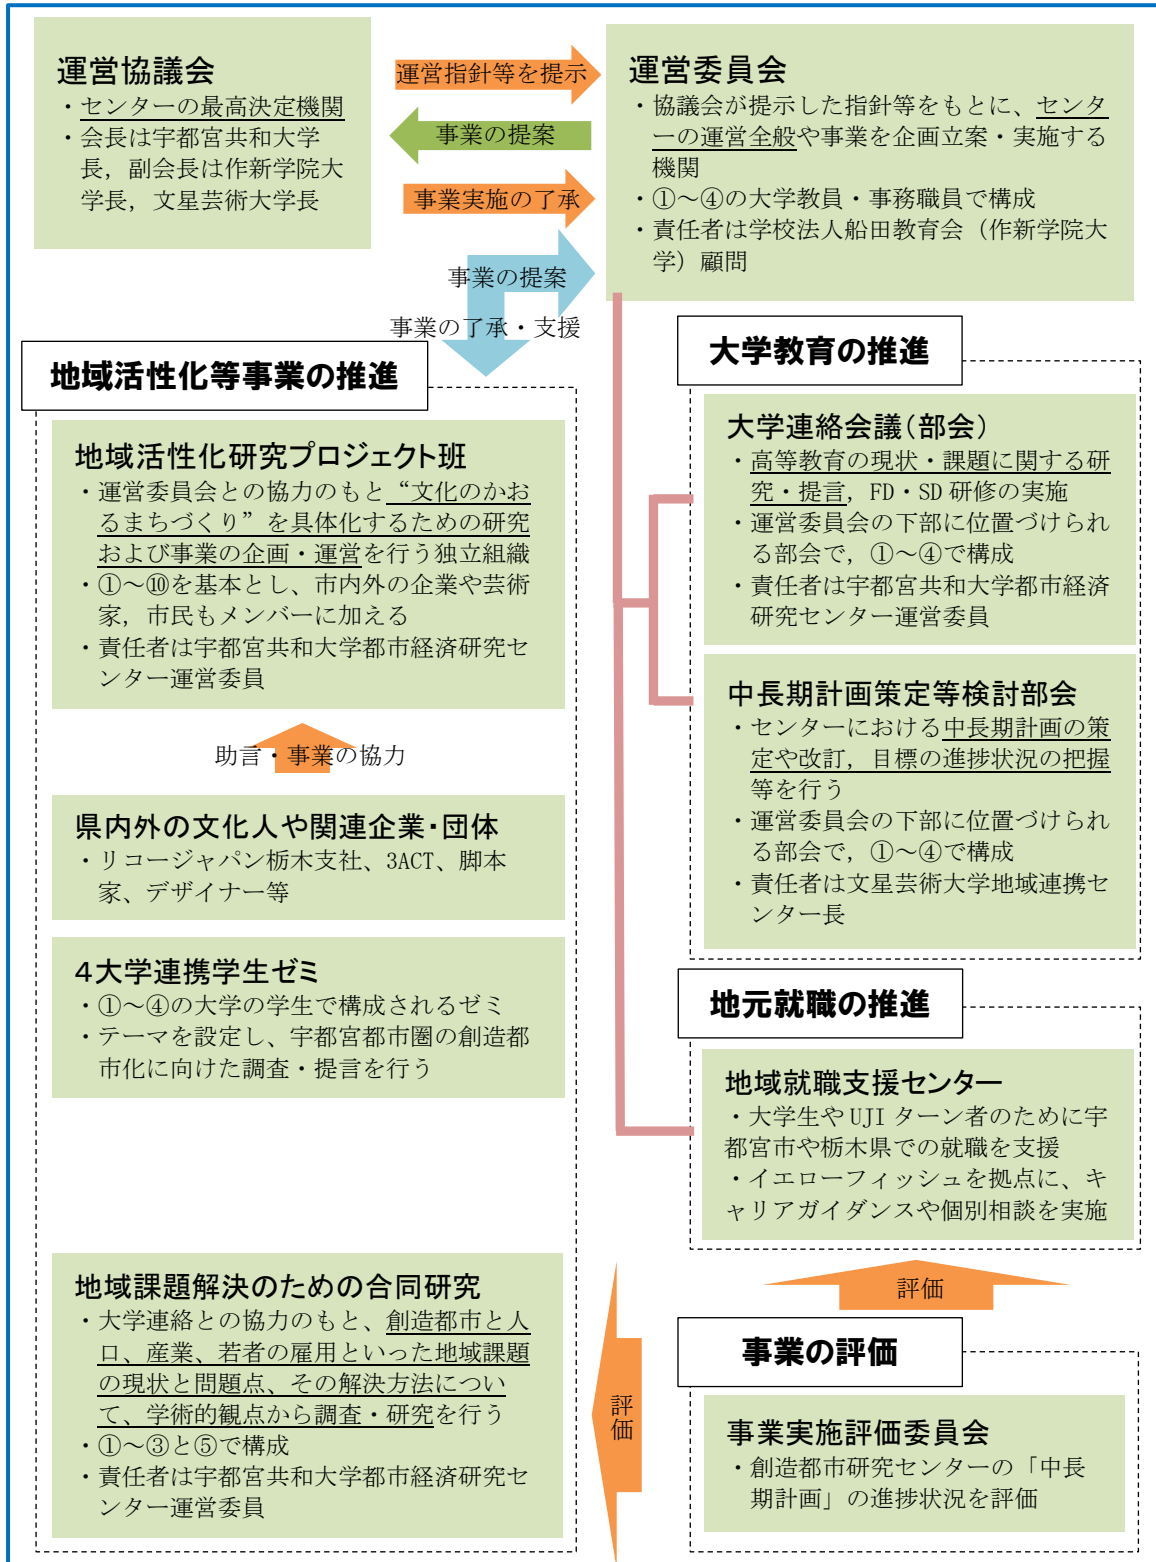 運営協議会
・センターの最高決定機関
・会長は宇都宮共和大学
長，副会長は作新学院大
学長，文星芸術大学長
運営指針等を提示
事業の提案
事業実施の了承
運営委員会
・協議会が提示した指針等をもとに、センタ
ーの運営全般や事業を企画立案・実施する
機関
・①～④の大学教員・事務職員で構成
・責任者は学校法人船田教育会（作新学院大
学）顧問
事業の提案
事業の了承・支援
地域活性化等事業の推進
地域活性化研究プロジェクト班
・運営委員会との協力のもと“文化のかお
るまちづくり”を具体化するための研究
および事業の企画・運営を行う独立組織
・①～⑩を基本とし、市内外の企業や芸術
家，市民もメンバーに加える
・責任者は宇都宮共和大学都市経済研究セ
ンター運営委員
助言・事業の協力
県内外の文化人や関連企業・団体
・リコージャパン栃木支社、3ACT、脚本
家、デザイナー等
４大学連携学生ゼミ
・①～④の大学の学生で構成されるゼミ
・テーマを設定し、宇都宮都市圏の創造都
市化に向けた調査・提言を行う
地域課題解決のための合同研究
・大学連絡との協力のもと、創造都市と人
口、産業、若者の雇用といった地域課題
の現状と問題点、その解決方法につい
て、学術的観点から調査・研究を行う
・①～③と⑤で構成
・責任者は宇都宮共和大学都市経済研究セ
ンター運営委員
大学教育の推進
大学連絡会議（部会）
・高等教育の現状・課題に関する研
究・提言，FD・SD 研修の実施
・運営委員会の下部に位置づけられ
る部会で，①～④で構成
・責任者は宇都宮共和大学都市経済
研究センター運営委員
中長期計画策定等検討部会
・センターにおける中長期計画の策
定や改訂，目標の進捗状況の把握
等を行う
・運営委員会の下部に位置づけられ
る部会で，①～④で構成
・責任者は文星芸術大学地域連携セ
ンター長
地元就職の推進
地域就職支援センター
・大学生や UJI ターン者のために宇
都宮市や栃木県での就職を支援
・イエローフィッシュを拠点に、キ
ャリアガイダンスや個別相談を実施
評価
評価
事業の評価
事業実施評価委員会
・創造都市研究センターの「中長
期計画」の進捗状況を評価